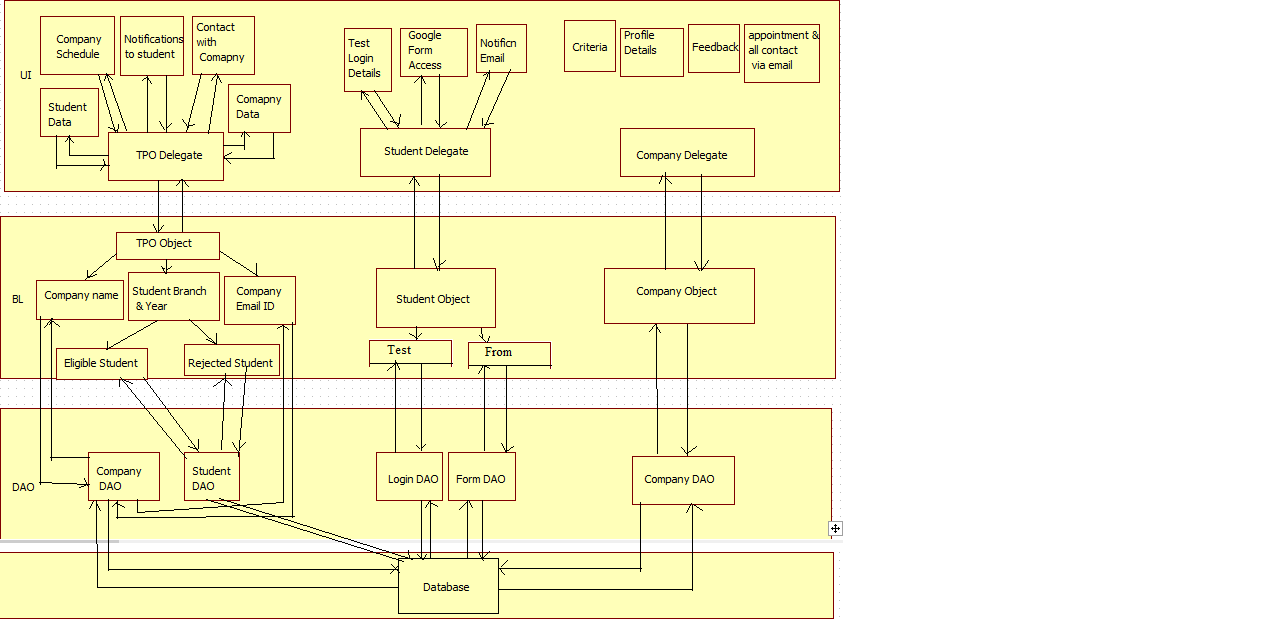 UI
Company
Schedule
Notifications
to student
Contact
with
Comapny
Student
Data
Comapny
Data
TPO Delegate
Test
Login
Details
Google
Form
Access
Notificn
Email
Student Delegate
Criteria
Profile
Details
Feedback
appointment &
all contact
via email
Company Delegate
BL
TPO Object
Company name
Student Branch
& Year
Company
Email ID
Eligible Student
Rejected Student
Student Object
Test
From
Company Object
DAO
Company
DAO
Student
DAO
Login DAO
Form DAO
Company DAO
Database